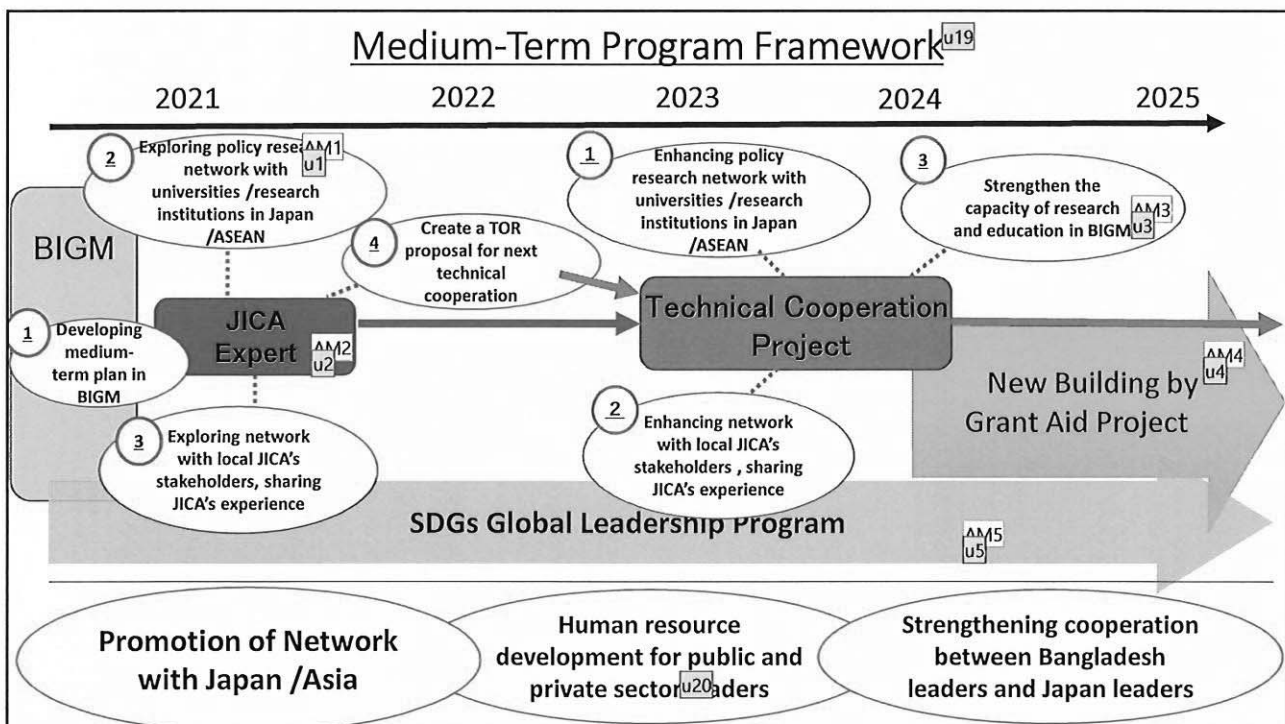 Medium-Term Program Framework u19
2021 2022 2023 2024 2025
2
Exploring policy
AM1
u1
network with
universities /research
institutions in Japan
/ASEAN
1
Enhancing policy
research network with
universities /research
institutions in Japan
/ASEAN
3
Strengthen the
capacity of research
and education in BIGM
AM3
u3
BIGM
4
Create a TOR
proposal for next
technical
cooperation
1
Developing
medium-
term plan in
BIGM
JICA
Expert
AM2
u2
Technical Cooperation
Project
New Building by
Grant Aid Project
AM4
u4
3
Exploring network
with local JICA's
stakeholders, sharing
JICA's experience
2
Enhancing network
with local JICA's
stakeholders , sharing
JICA's experience
SDGs Global Leadership Program
AM5
u5
Promotion of Network
with Japan /Asia
Human resource
development for public and
private sector
u20
Strengthening cooperation
between Bangladesh
leaders and Japan leaders